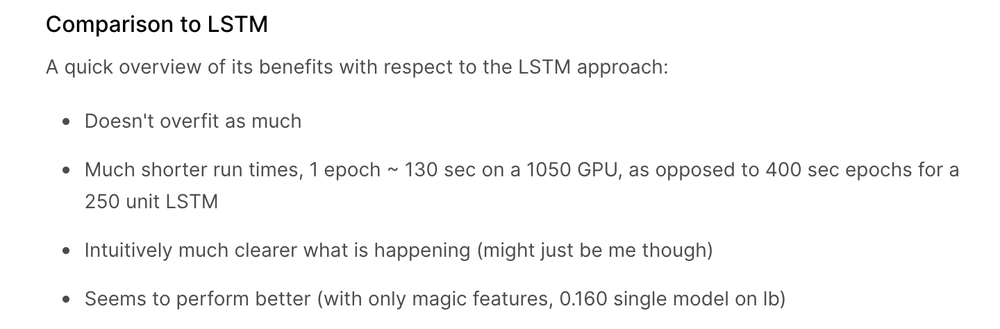 Comparison to LSTM
A quick overview of its benefits with respect to the LSTM approach:
• Doesn't overfit as much
• Much shorter run times, 1 epoch ~ 130 sec on a 1050 GPU, as opposed to 400 sec epochs for a
250 unit LSTM
• Intuitively much clearer what is happening (might just be me though)
• Seems to perform better (with only magic features, 0.160 single model on lb)